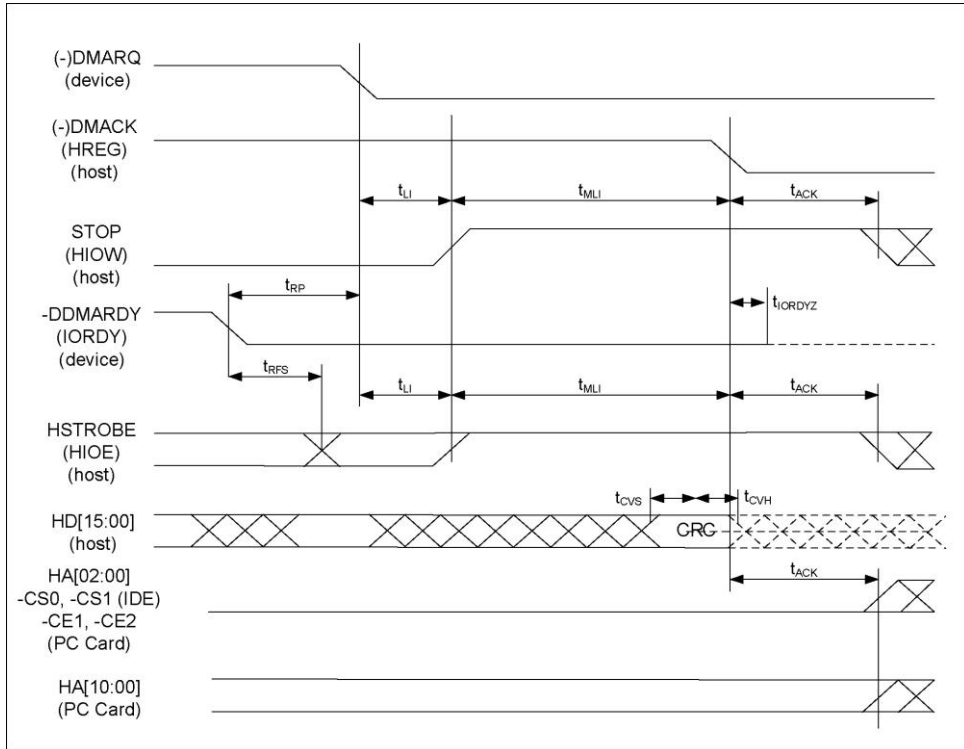 (-)DMARQ
(device)
(-)DMACK
(HREG)
(host)
tLI
tMLI
tACK
STOP
(HIOW)
(host)
tRP
tIORDYZ
-DDMARDY
(IORDY)
(device)
tRFS
tLI
tMLI
tACK
HSTROBE
(HIOE)
(host)
tCVS
tCVH
HD[15:00]
(host)
CRC
HA[02:00]
-CS0, -CS1 (IDE)
-CE1, -CE2
(PC Card)
tACK
HA[10:00]
(PC Card)